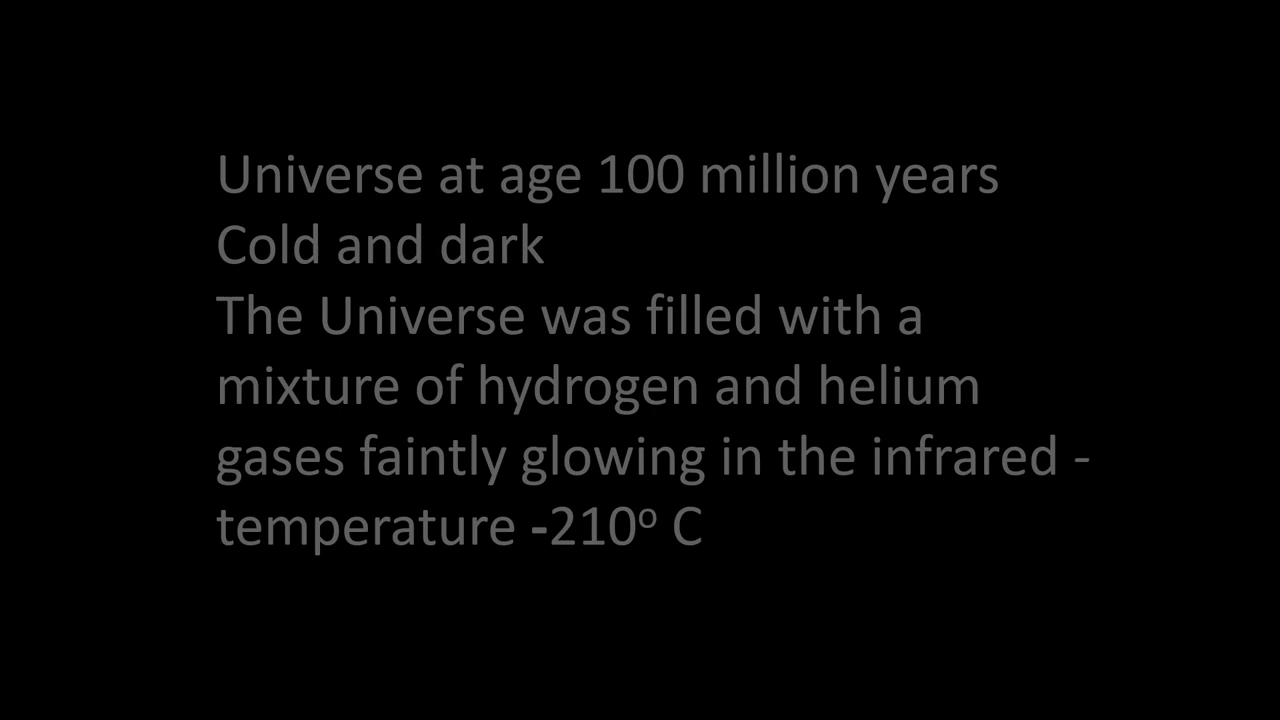 Universe at age 100 million years
Cold and dark
The Universe was filled with a
mixture of hydrogen and helium
gases faintly glowing in the infrared -
temperature -210º C